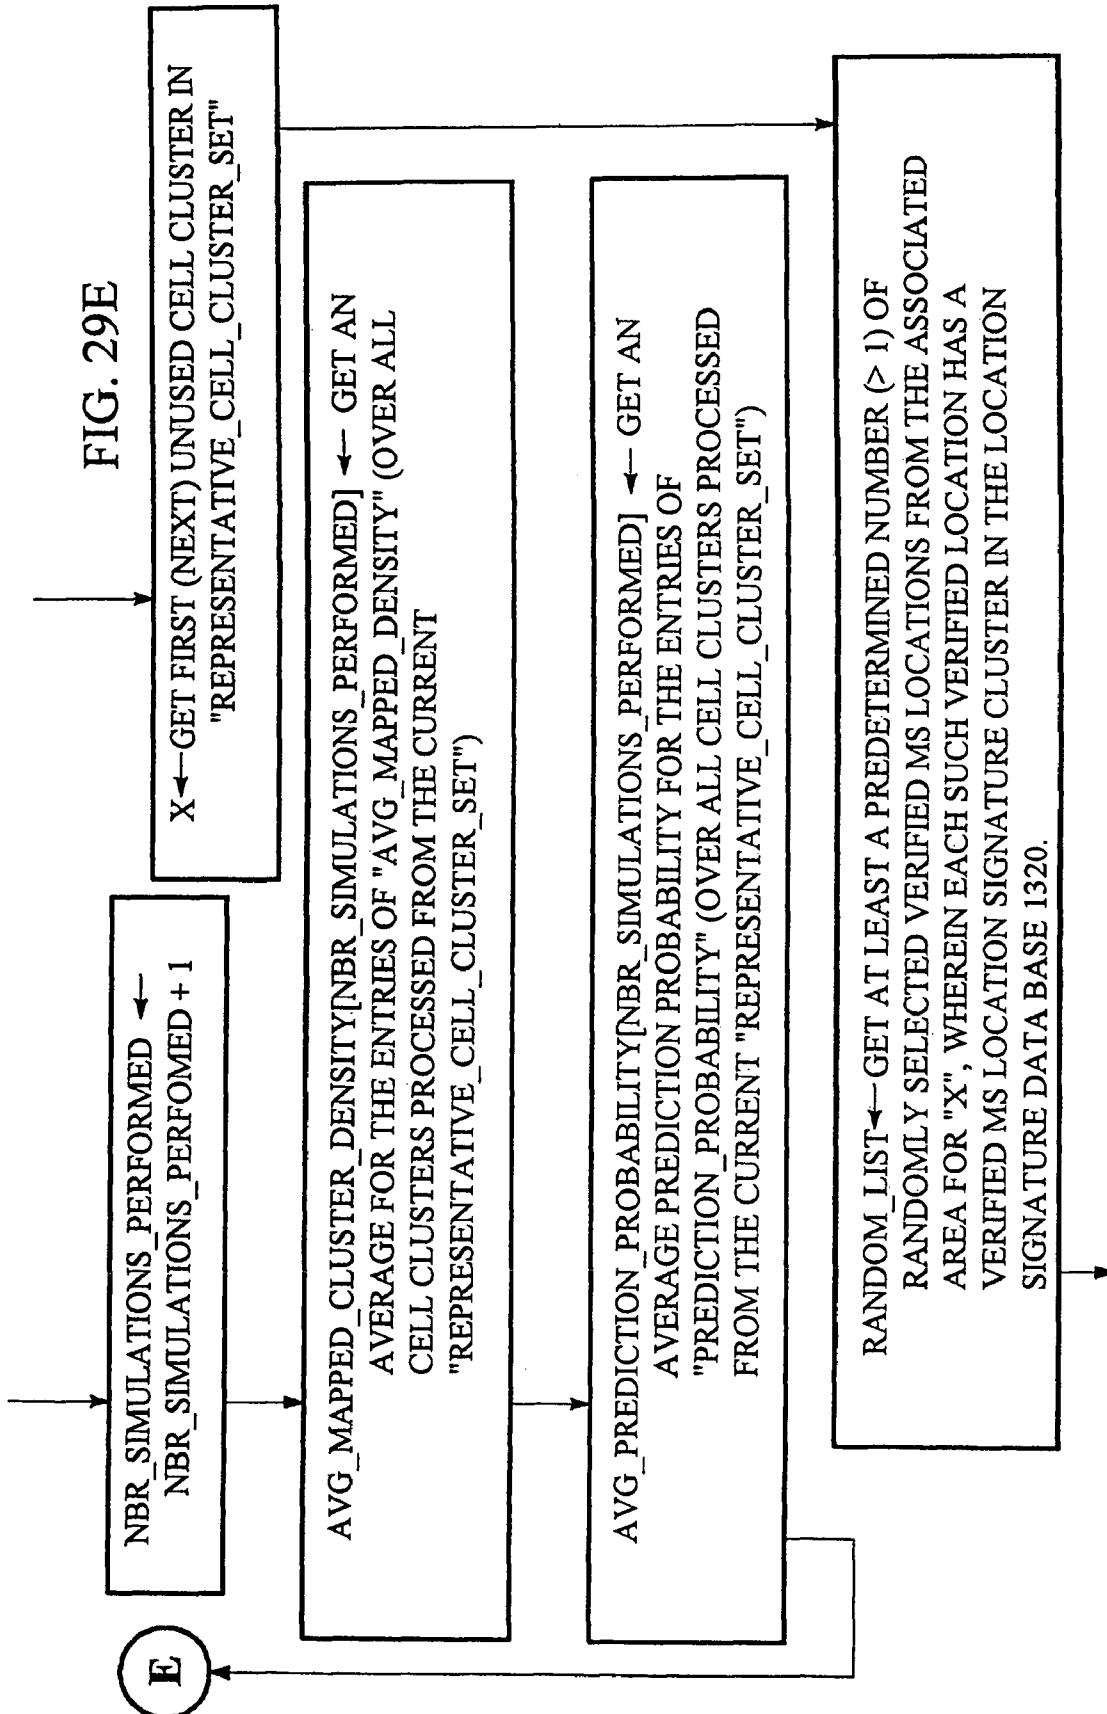 FIG. 29E
NBR_SIMULATIONS_PERFORMED ←
NBR_SIMULATIONS_PERFOMED + 1
X ← GET FIRST (NEXT) UNUSED CELL CLUSTER IN
"REPRESENTATIVE_CELL_CLUSTER_SET"
AVG_MAPPED_CLUSTER_DENSITY[NBR_SIMULATIONS_PERFORMED] ← GET AN
AVERAGE FOR THE ENTRIES OF "AVG_MAPPED_DENSITY" (OVER ALL
CELL CLUSTERS PROCESSED FROM THE CURRENT
"REPRESENTATIVE_CELL_CLUSTER_SET")
AVG_PREDICTION_PROBABILITY[NBR_SIMULATIONS_PERFORMED] ← GET AN
AVERAGE PREDICTION PROBABILITY FOR THE ENTRIES OF
"PREDICTION_PROBABILITY" (OVER ALL CELL CLUSTERS PROCESSED
FROM THE CURRENT "REPRESENTATIVE_CELL_CLUSTER_SET")
E
RANDOM_LIST ← GET AT LEAST A PREDETERMINED NUMBER (> 1) OF
RANDOMLY SELECTED VERIFIED MS LOCATIONS FROM THE ASSOCIATED
AREA FOR "X", WHEREIN EACH SUCH VERIFIED LOCATION HAS A
VERIFIED MS LOCATION SIGNATURE CLUSTER IN THE LOCATION
SIGNATURE DATA BASE 1320.